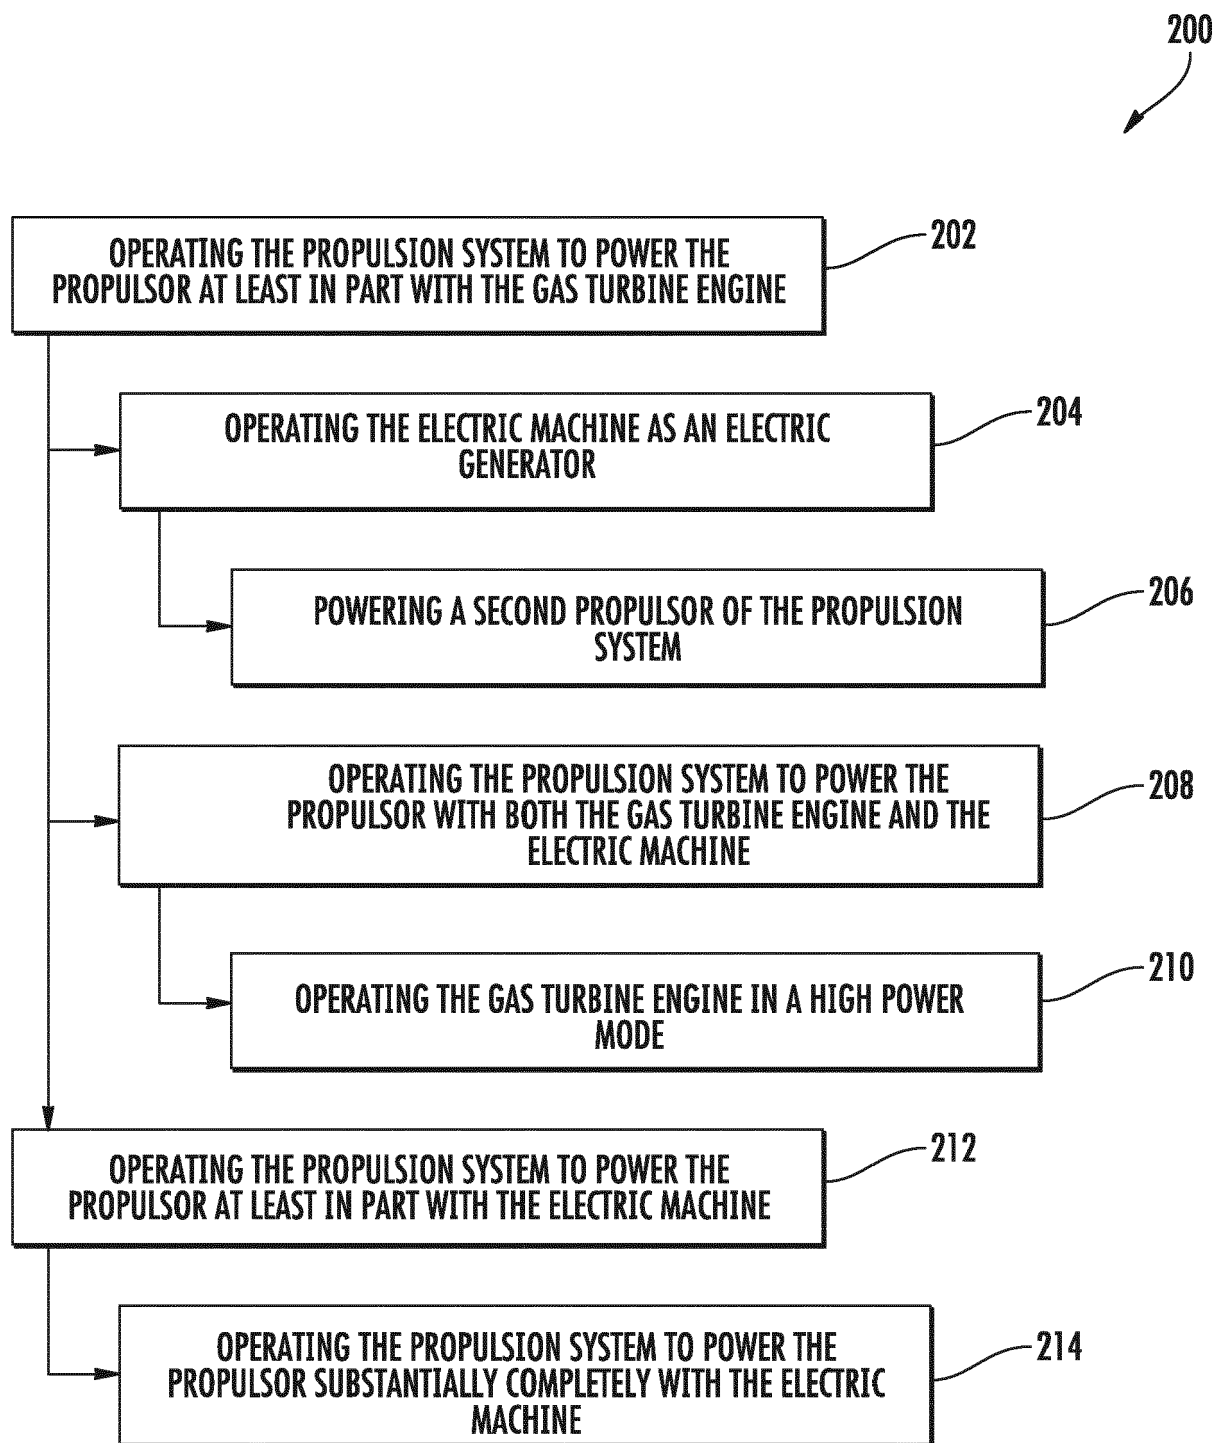 200
OPERATING THE PROPULSION SYSTEM TO POWER THE
PROPULSOR AT LEAST IN PART WITH THE GAS TURBINE ENGINE
202
OPERATING THE ELECTRIC MACHINE AS AN ELECTRIC
GENERATOR
204
POWERING A SECOND PROPULSOR OF THE PROPULSION
SYSTEM
206
OPERATING THE PROPULSION SYSTEM TO POWER THE
PROPULSOR WITH BOTH THE GAS TURBINE ENGINE AND THE
ELECTRIC MACHINE
208
OPERATING THE GAS TURBINE ENGINE IN A HIGH POWER
MODE
210
OPERATING THE PROPULSION SYSTEM TO POWER THE
PROPULSOR AT LEAST IN PART WITH THE ELECTRIC MACHINE
212
OPERATING THE PROPULSION SYSTEM TO POWER THE
PROPULSOR SUBSTANTIALLY COMPLETELY WITH THE ELECTRIC
MACHINE
214